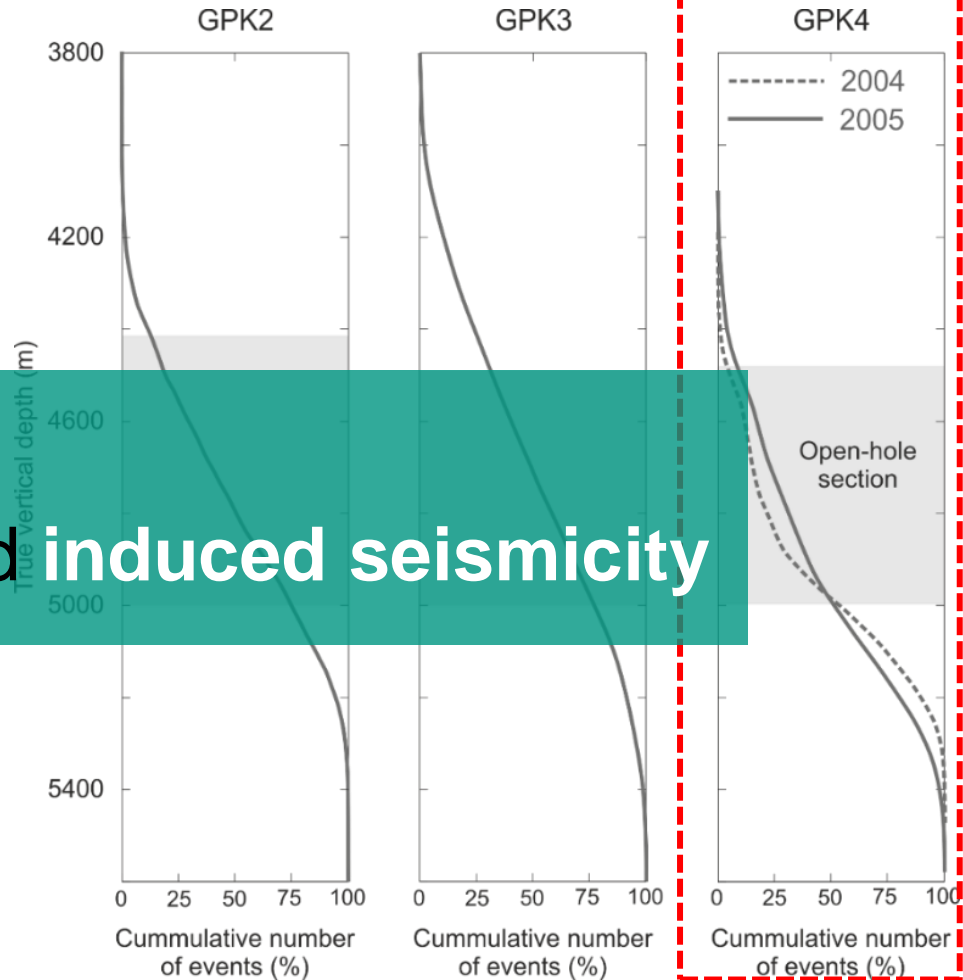 GPK2
GPK3
GPK4
3800
4200
4600
5000
5400
True vertical depth (m)
2004
2005
Open-hole
section
d induced seismicity
0 25 50 75 100
0 25 50 75 100
0 25 50 75 100
Cummulative number
of events (%)
Cummulative number
of events (%)
Cummulative number
of events (%)